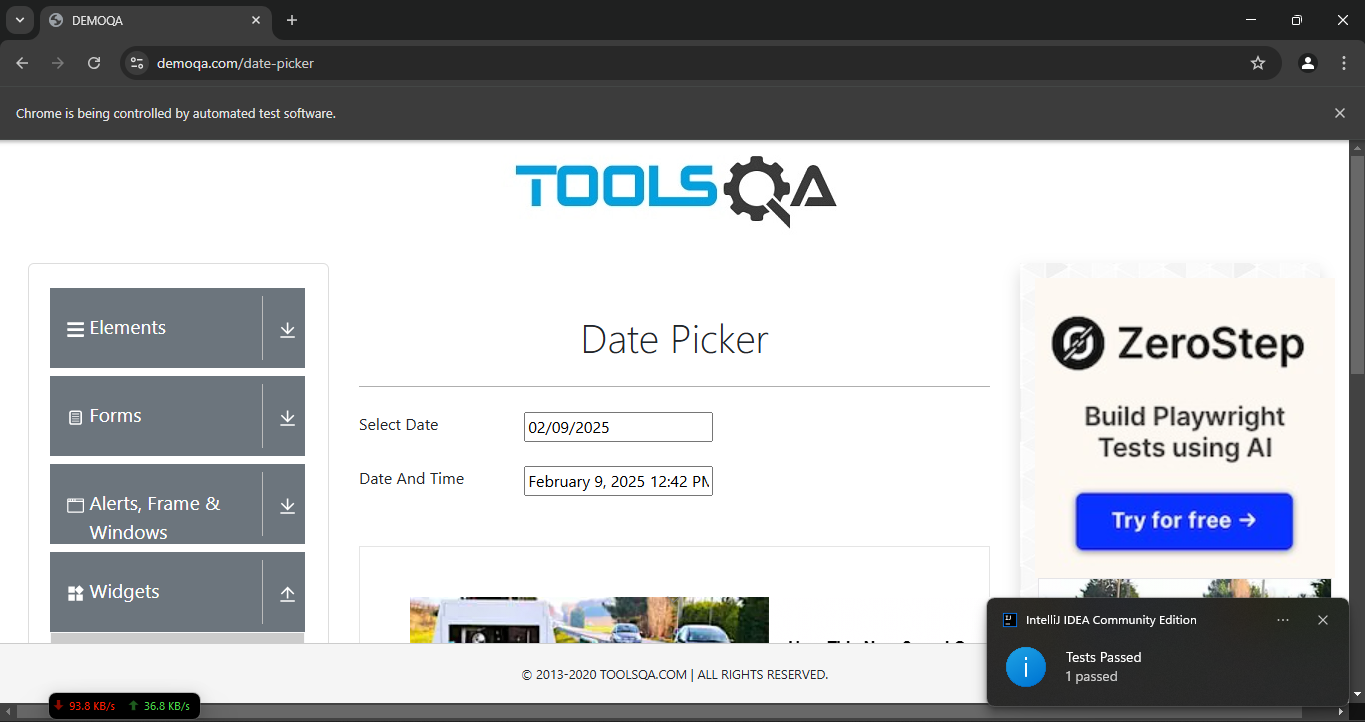 DEMOQA
demoqa.com/date-picker
Chrome is being controlled by automated test software.
TOOLSQA
Elements
Forms
Alerts, Frame &
Windows
Widgets
Date Picker
Select Date
02/09/2025
Date And Time
February 9, 2025 12:42 PM
ZeroStep
Build Playwright
Tests using AI
Try for free →
© 2013-2020 TOOLSQA.COM | ALL RIGHTS RESERVED.
IntelliJ IDEA Community Edition
Tests Passed
1 passed
93.8 KB/s
36.8 KB/s